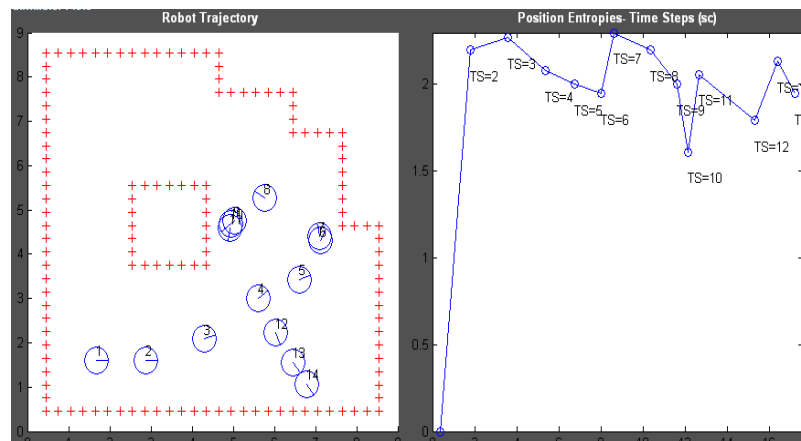 Robot Trajectory
Position Entropies- Time Steps (sc)
9
8
7
6
5
4
3
2
1
0
1
2
3
4
5
6
7
8
12
13
14
2
1.5
1
0.5
0
TS=2
TS=3
TS=4
TS=5
TS=6
TS=7
TS=8
TS=9
TS=10
TS=11
TS=12